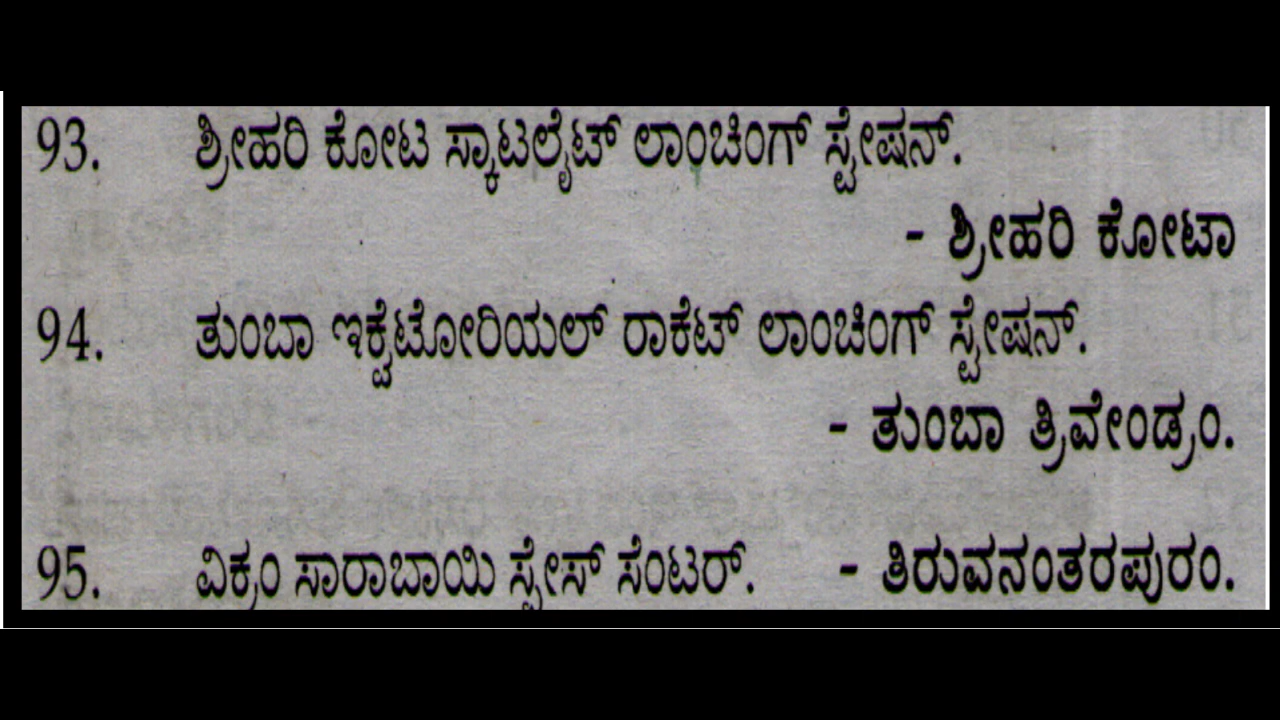 93. ಶ್ರೀಹರಿ ಕೋಟ ಸ್ಕಾಟಲೈಟ್ ಲಾಂಚಿಂಗ್ ಸ್ಟೇಷನ್.
- ಶ್ರೀಹರಿ ಕೋಟಾ
94. ತುಂಬಾ ಇಕ್ವೆಟೋರಿಯಲ್ ರಾಕೆಟ್ ಲಾಂಚಿಂಗ್ ಸ್ಟೇಷನ್.
- ತುಂಬಾ ತ್ರಿವೇಂಡ್ರಂ.
95. ವಿಕ್ರಂ ಸಾರಾಬಾಯಿ ಸ್ಪೇಸ್ ಸೆಂಟರ್. - ತಿರುವನಂತರಪುರಂ.